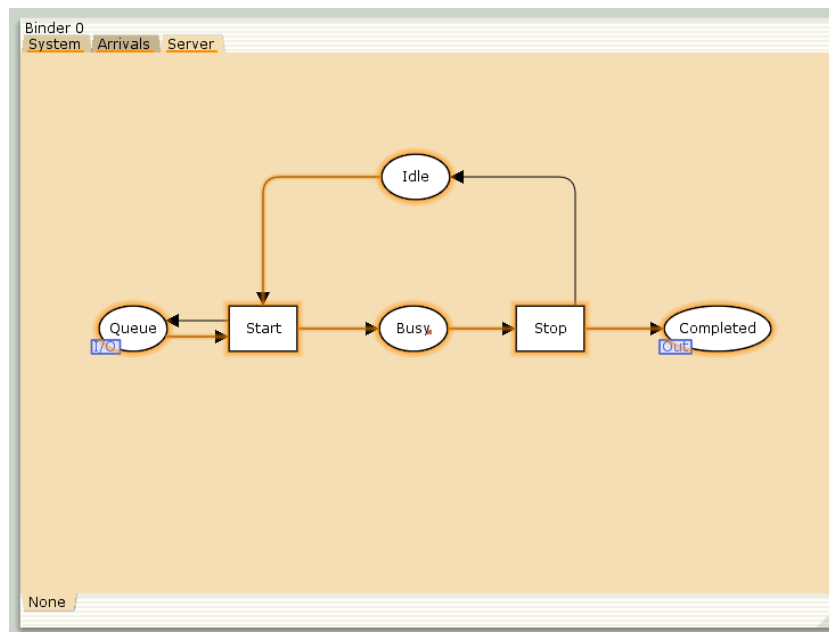 Binder 0
System Arrivals Server
Idle
Queue Start Busy Stop Completed
I/O Out
None